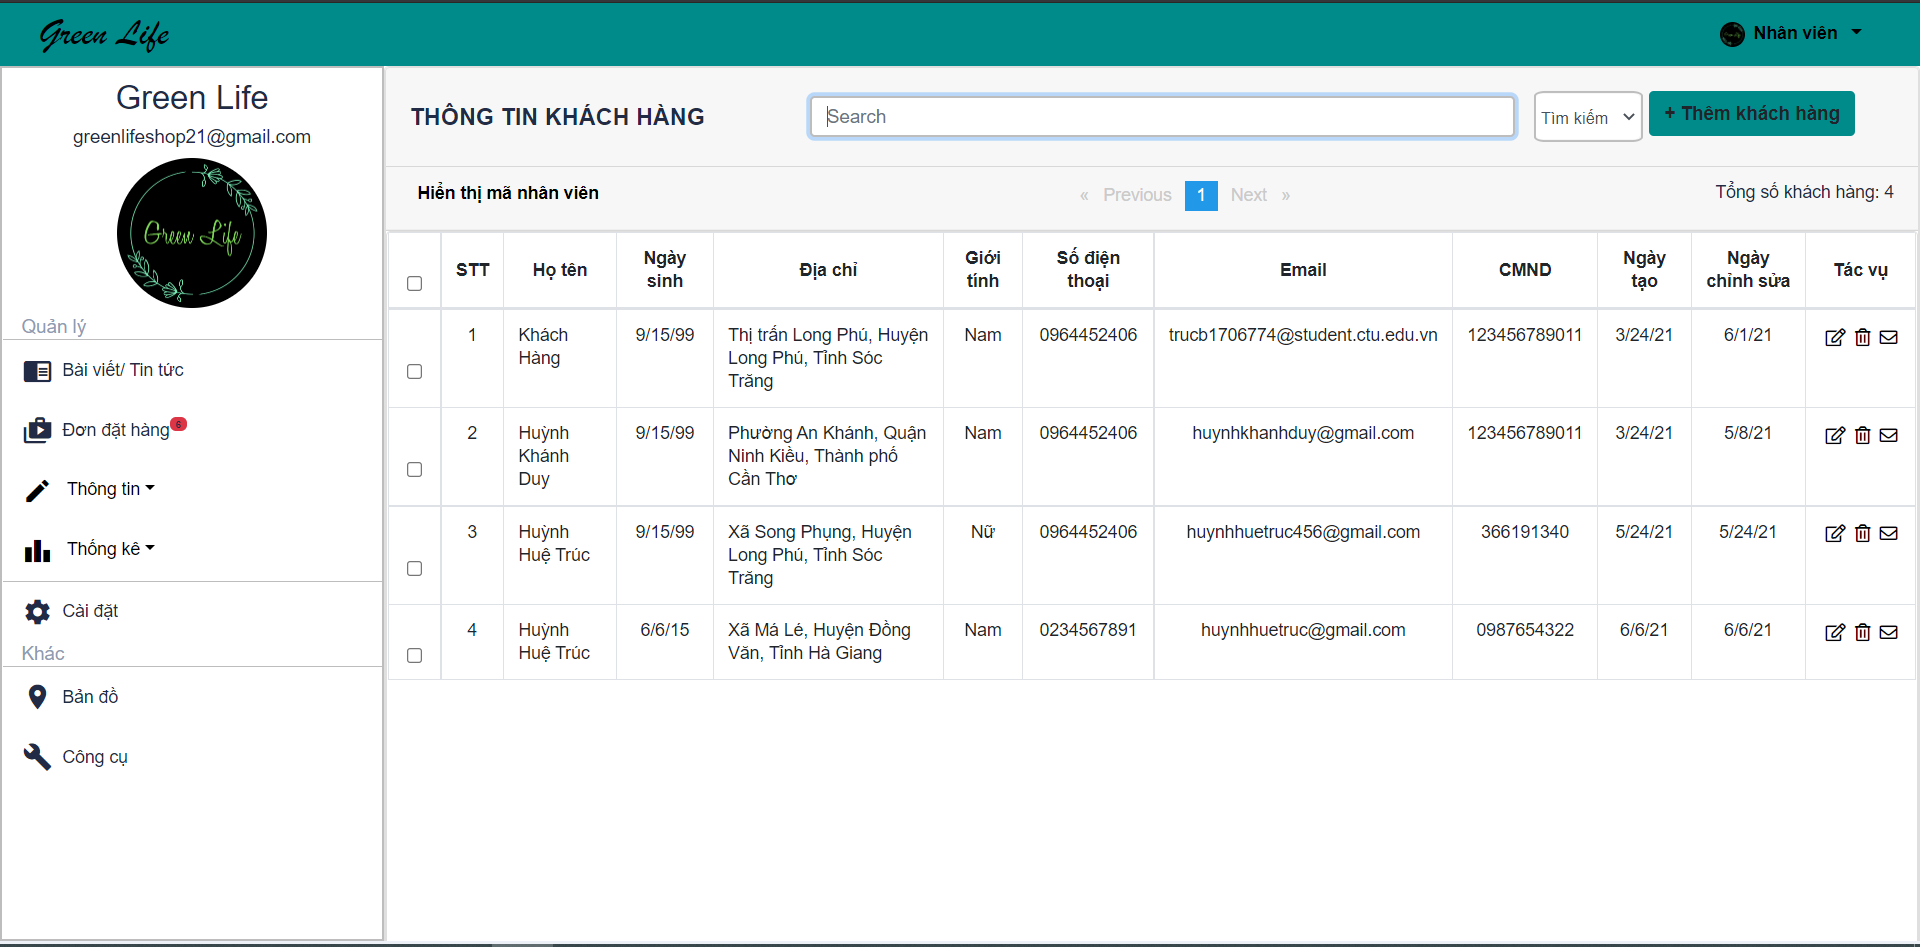 Green Life
Nhân viên
Green Life
greenlifeshop21@gmail.com
Green Life
Quản lý
Bài viết/ Tin tức
Đơn đặt hàng 6
Thông tin
Thống kê
Cài đặt
Khác
Bản đồ
Công cụ
THÔNG TIN KHÁCH HÀNG
Search
Tìm kiếm
+ Thêm khách hàng
Hiển thị mã nhân viên
« Previous 1 Next »
Tổng số khách hàng: 4
STT Họ tên Ngày sinh Địa chỉ Giới tính Số điện thoại Email CMND Ngày tạo Ngày chỉnh sửa Tác vụ
1 Khách 9/15/99 Thị trấn Long Phú, Huyện Nam 0964452406 trucb1706774@student.ctu.edu.vn 123456789011 3/24/21 6/1/21
Hàng Long Phú, Tỉnh Sóc
Trăng
2 Huỳnh 9/15/99 Phường An Khánh, Quận Nam 0964452406 huynhkhanhduy@gmail.com 123456789011 3/24/21 5/8/21
Khánh Ninh Kiều, Thành phố
Duy Cần Thơ
3 Huỳnh 9/15/99 Xã Song Phụng, Huyện Nữ 0964452406 huynhhuetruc456@gmail.com 366191340 5/24/21 5/24/21
Huệ Trúc Long Phú, Tỉnh Sóc
Trăng
4 Huỳnh 6/6/15 Xã Má Lé, Huyện Đồng Nam 0234567891 huynhhuetruc@gmail.com 0987654322 6/6/21 6/6/21
Huệ Trúc Văn, Tỉnh Hà Giang